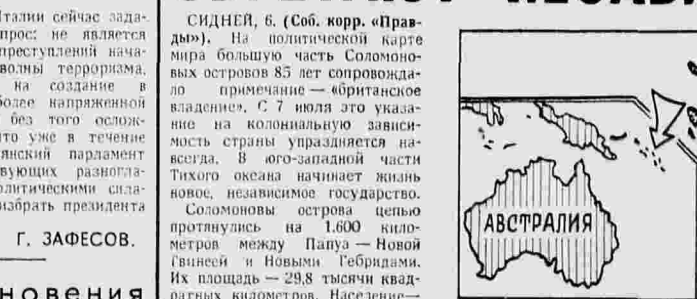 Италии сейчас зада-
прос: не является
преступлений нача-
волны терроризма,
на создание в
более напряженной
без того ослож-
что уже в течение
янский парламент
вующих разногла-
олитическими сила-
избрать президента
Г. ЗАФЕСОВ.
новения
СИДНЕЙ, 6. (Соб. корр. «Прав-
ды»). На политической карте
мира большую часть Соломоно-
вых островов 85 лет сопровожда-
ло примечание — «британское
владение». С 7 июля это указа-
ние на колониальную зависи-
мость страны упраздняется на-
всегда. В юго-западной части
Тихого океана начинает жизнь
новое, независимое государство.
Соломоновы острова цепью
протянулись на 1.600 кило-
метров между Папуа — Новой
Гвинеей и Новыми Гебридами.
Их площадь — 29,8 тысячи квад-
ратных километров. Население—
АВСТРАЛИЯ